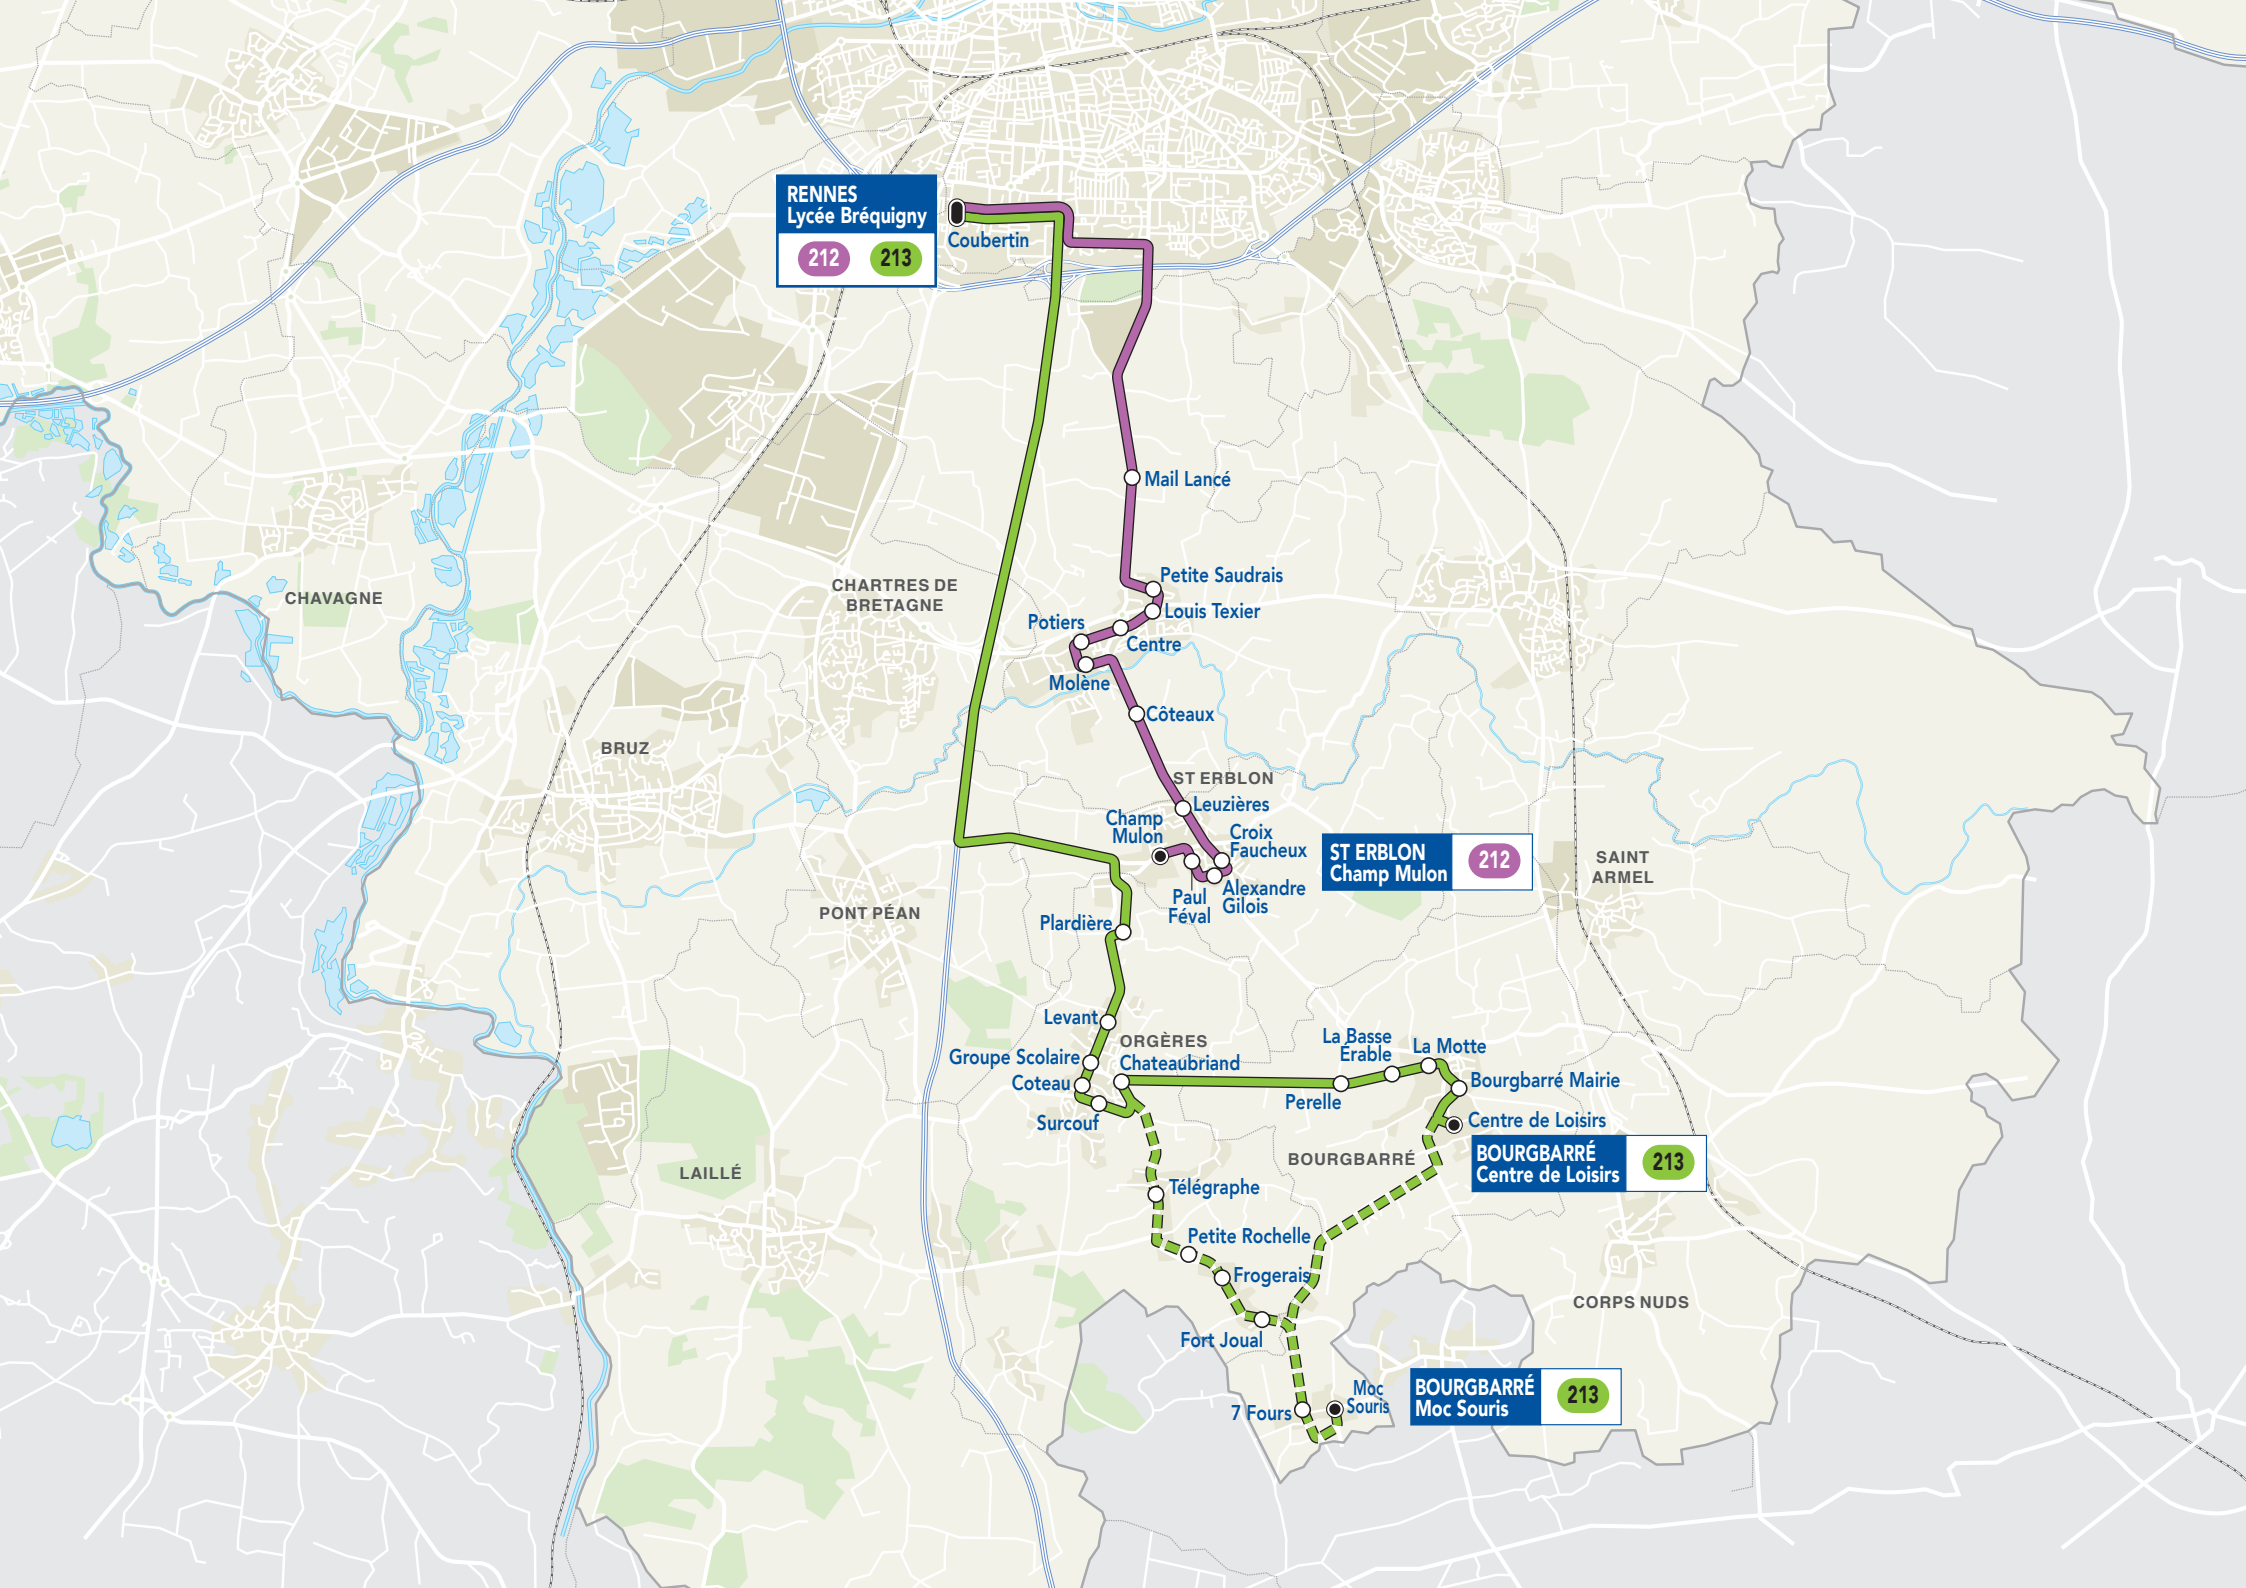 RENNES
Lycée Bréquigny
212
213
Coubertin
Mail Lancé
Petite Saudrais
Louis Texier
Potiers
Centre
Molène
Côteaux
CHAVAGNE
CHARTRES DE
BRETAGNE
BRUZ
ST ERBLON
Leuzières
Champ
Mulon
Croix
Faucheux
ST ERBLON
Champ Mulon
212
SAINT
ARMEL
Paul
Féval
Alexandre
Gilois
PONT PÉAN
Plardière
Levant
ORGÈRES
Groupe Scolaire
Chateaubriand
Coteau
Surcouf
La Basse
Érable
La Motte
Perelle
Bourgbarré Mairie
Centre de Loisirs
BOURGBARRÉ
BOURGBARRÉ
Centre de Loisirs
213
LAILLÉ
Télégraphe
Petite Rochelle
Frogerais
Fort Joual
CORPS NUDS
7 Fours
Moc
Souris
BOURGBARRÉ
Moc Souris
213